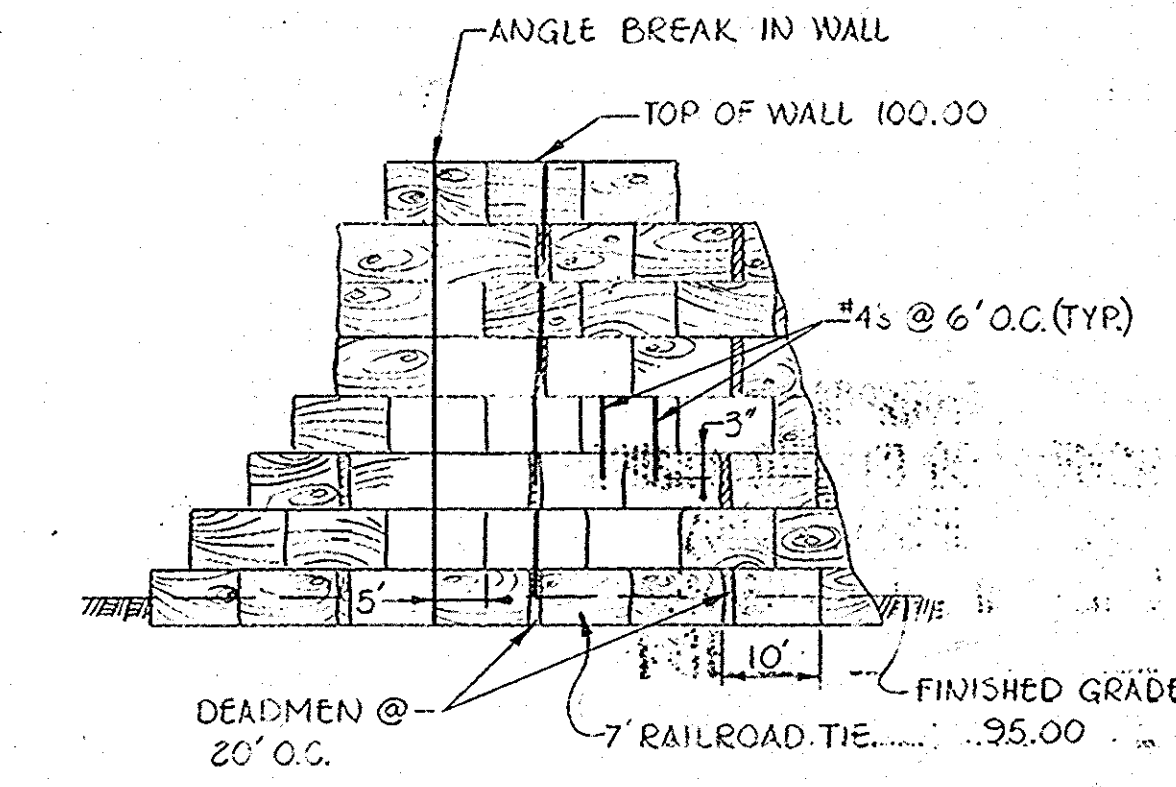 ANGLE BREAK IN WALL
TOP OF WALL 100.00
#4's @ 6' O.C. (TYP.)
3"
5'
10'
DEADMEN @
20' O.C.
7' RAILROAD TIE
FINISHED GRADE
95.00